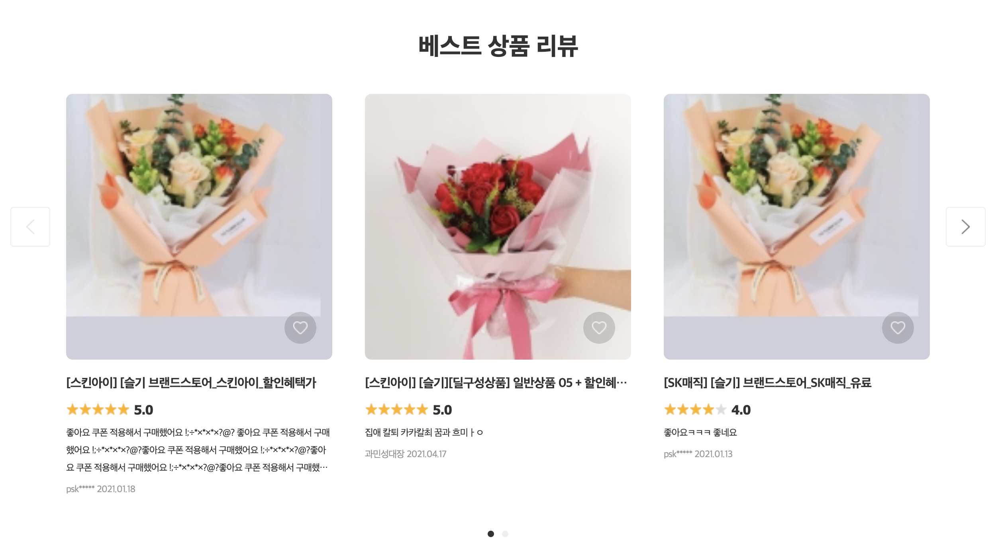 베스트 상품 리뷰
[스킨아이] [슬기 브랜드스토어_스킨아이_할인혜택가
★★★★★ 5.0
좋아요 쿠폰 적용해서 구매했어요 !;÷*×*×*×?@? 좋아요 쿠폰 적용해서 구매
했어요 !;÷*×*×*×?@?좋아요 쿠폰 적용해서 구매했어요 !;÷*×*×*×?@?좋아
요 쿠폰 적용해서 구매했어요 !;÷*×*×*×?@?좋아요 쿠폰 적용해서 구매했…
psk***** 2021.01.18
[스킨아이] [슬기][딜구성상품] 일반상품 05 + 할인혜…
★★★★★ 5.0
집애 칼퇴 카카칼최 꿈과 흐미ㅏㅇ
과민성대장 2021.04.17
[SK매직] [슬기] 브랜드스토어_SK매직_유료
★★★★★ 4.0
좋아요ㅋㅋㅋ 좋네요
psk***** 2021.01.13